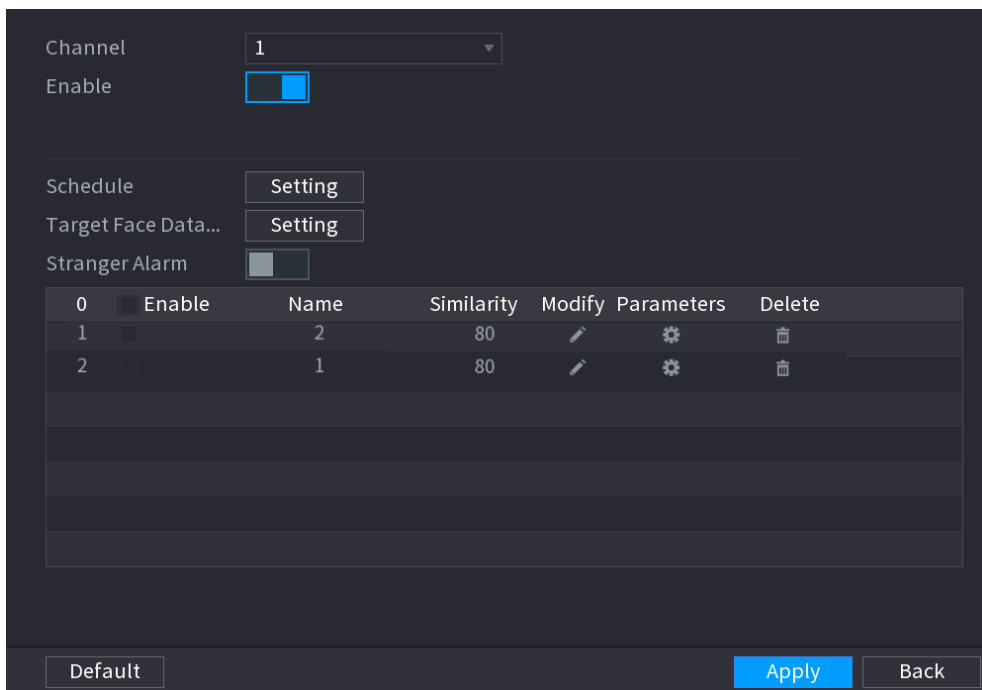 Channel 1
Enable
Schedule Setting
Target Face Data... Setting
Stranger Alarm
0 Enable Name Similarity Modify Parameters Delete
1 2 80
2 1 80
Default Apply Back